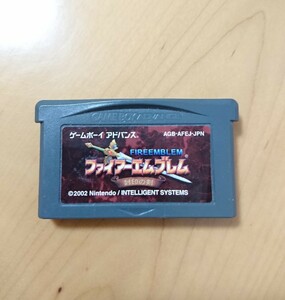 GAME BOY ADVANCE
ゲームボーイ アドバンス AGB-AFEJ-JPN
FIREEMBLEM
ファイアーエムブレム
©2002 Nintendo / INTELLIGENT SYSTEMS